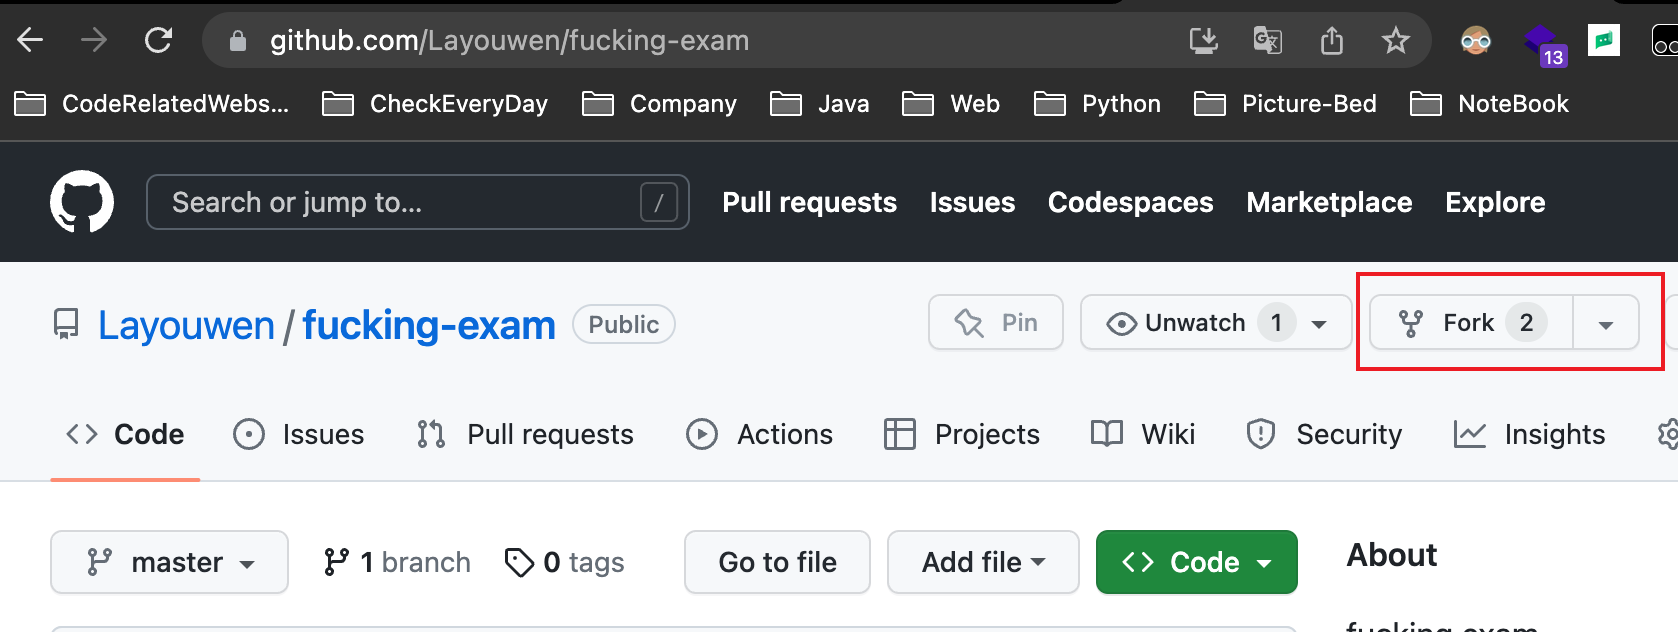 github.com/Layouwen/fucking-exam
13
CodeRelatedWebs... CheckEveryDay Company Java Web Python Picture-Bed NoteBook
Search or jump to... / Pull requests Issues Codespaces Marketplace Explore
Layouwen / fucking-exam Public Pin Unwatch 1 Fork 2
Code Issues Pull requests Actions Projects Wiki Security Insights
master 1 branch 0 tags Go to file Add file Code About
fucking-exam